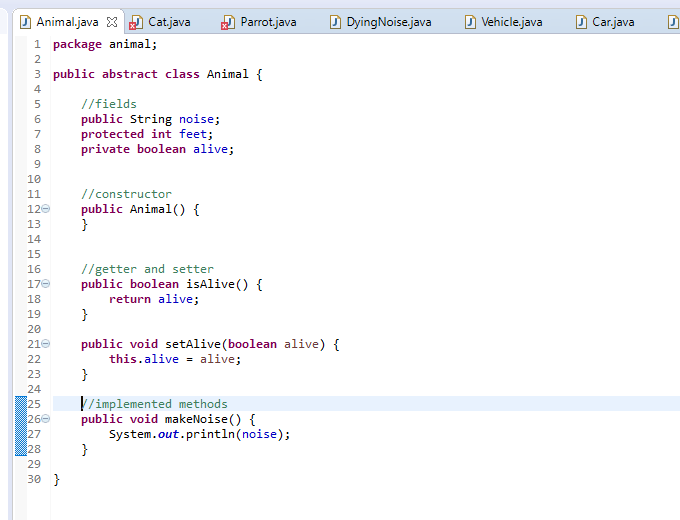 Animal.java Cat.java Parrot.java DyingNoise.java Vehicle.java Car.java
1 package animal;
2
3 public abstract class Animal {
4
5     //fields
6     public String noise;
7     protected int feet;
8     private boolean alive;
9
10
11     //constructor
12     public Animal() {
13     }
14
15
16     //getter and setter
17     public boolean isAlive() {
18         return alive;
19     }
20
21     public void setAlive(boolean alive) {
22         this.alive = alive;
23     }
24
25     //implemented methods
26     public void makeNoise() {
27         System.out.println(noise);
28     }
29
30 }